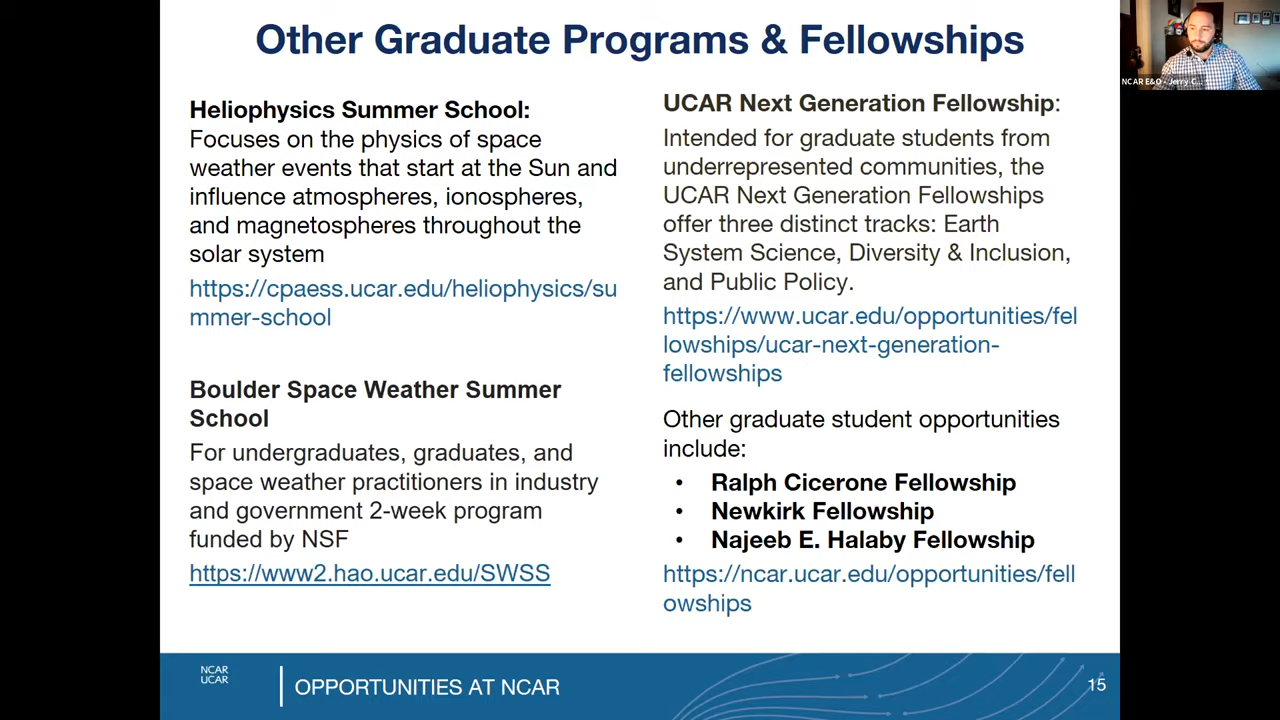 Other Graduate Programs & Fellowships
Heliophysics Summer School:
Focuses on the physics of space
weather events that start at the Sun and
influence atmospheres, ionospheres,
and magnetospheres throughout the
solar system
https://cpaess.ucar.edu/heliophysics/su
mmer-school
Boulder Space Weather Summer
School
For undergraduates, graduates, and
space weather practitioners in industry
and government 2-week program
funded by NSF
https://www2.hao.ucar.edu/SWSS
UCAR Next Generation Fellowship:
Intended for graduate students from
underrepresented communities, the
UCAR Next Generation Fellowships
offer three distinct tracks: Earth
System Science, Diversity & Inclusion,
and Public Policy.
https://www.ucar.edu/opportunities/fel
lowships/ucar-next-generation-
fellowships
Other graduate student opportunities
include:
• Ralph Cicerone Fellowship
• Newkirk Fellowship
• Najeeb E. Halaby Fellowship
https://ncar.ucar.edu/opportunities/fell
owships
NCAR
UCAR
OPPORTUNITIES AT NCAR
15
NCAR E&O - Jerry C...